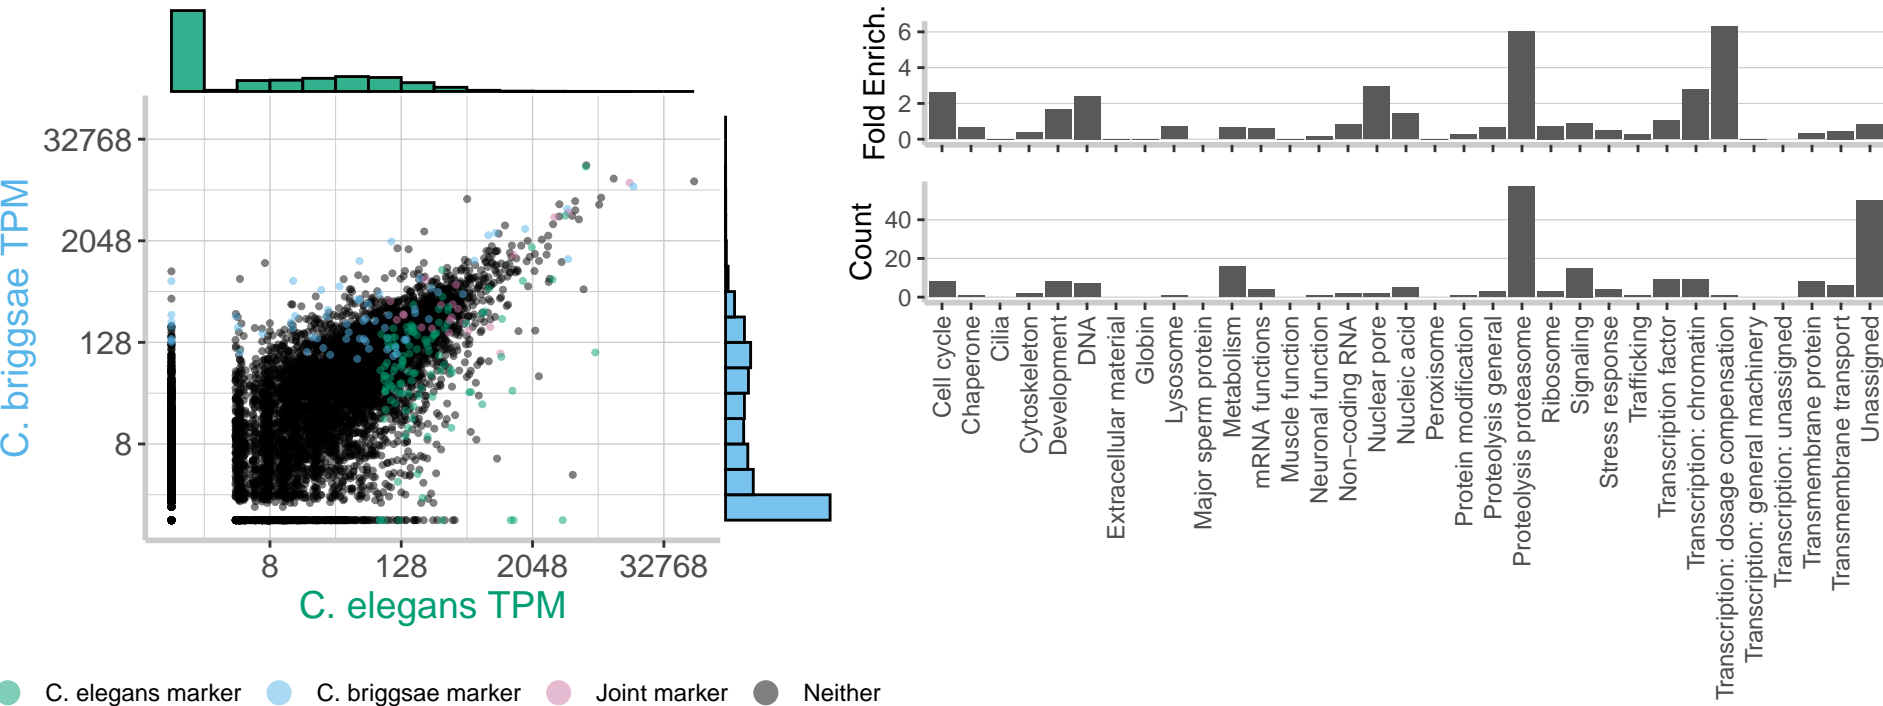 32768
2048
128
8
C. briggsae TPM
8
128
2048
32768
C. elegans TPM
C. elegans marker
C. briggsae marker
Joint marker
Neither
Fold Enrich.
6
4
2
0
Count
40
20
0
Cell cycle
Chaperone
Cilia
Cytoskeleton
Development
DNA
Extracellular material
Globin
Lysosome
Major sperm protein
Metabolism
mRNA functions
Muscle function
Neuronal function
Non−coding RNA
Nuclear pore
Nucleic acid
Peroxisome
Protein modification
Proteolysis general
Proteolysis proteasome
Ribosome
Signaling
Stress response
Trafficking
Transcription factor
Transcription: chromatin
Transcription: dosage compensation
Transcription: general machinery
Transcription: unassigned
Transmembrane protein
Transmembrane transport
Unassigned